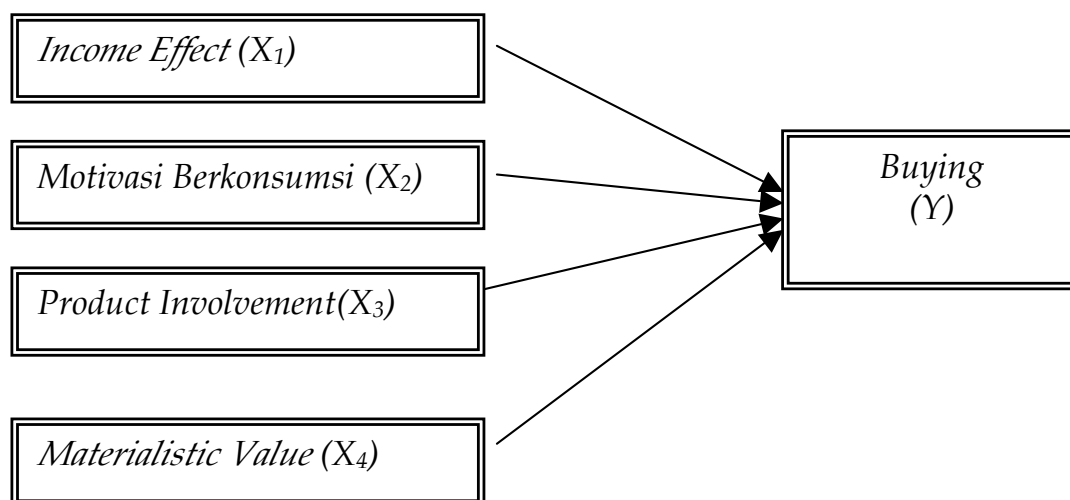 Income Effect (X₁)
Motivasi Berkonsumsi (X₂)
Product Involvement(X₃)
Materialistic Value (X₄)
Buying
(Y)